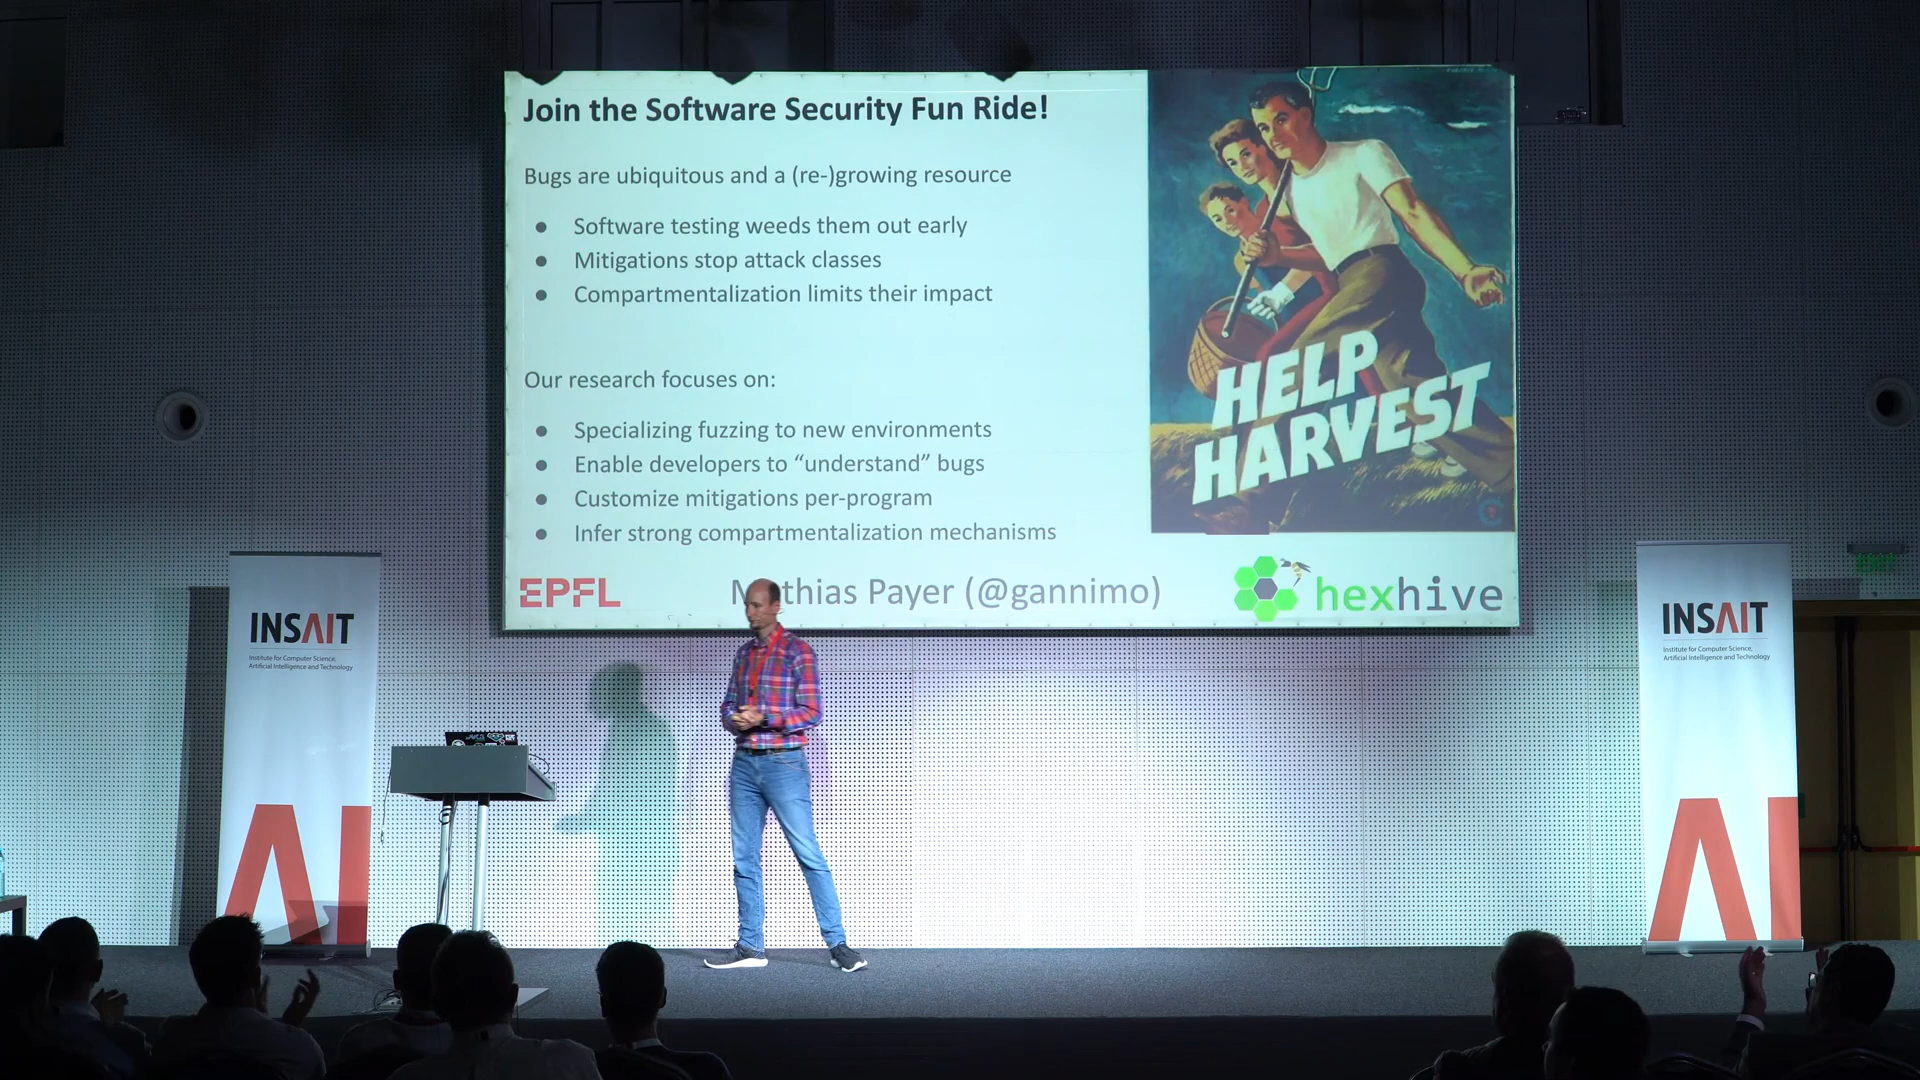 Join the Software Security Fun Ride!
Bugs are ubiquitous and a (re-)growing resource
● Software testing weeds them out early
● Mitigations stop attack classes
● Compartmentalization limits their impact
Our research focuses on:
● Specializing fuzzing to new environments
● Enable developers to “understand” bugs
● Customize mitigations per-program
● Infer strong compartmentalization mechanisms
HELP
HARVEST
EPFL
Payer (@gannimo)
hexhive
INSAIT
Institute for Computer Science,
Artificial Intelligence and Technology
AI
INSAIT
Institute for Computer Science,
Artificial Intelligence and Technology
AI